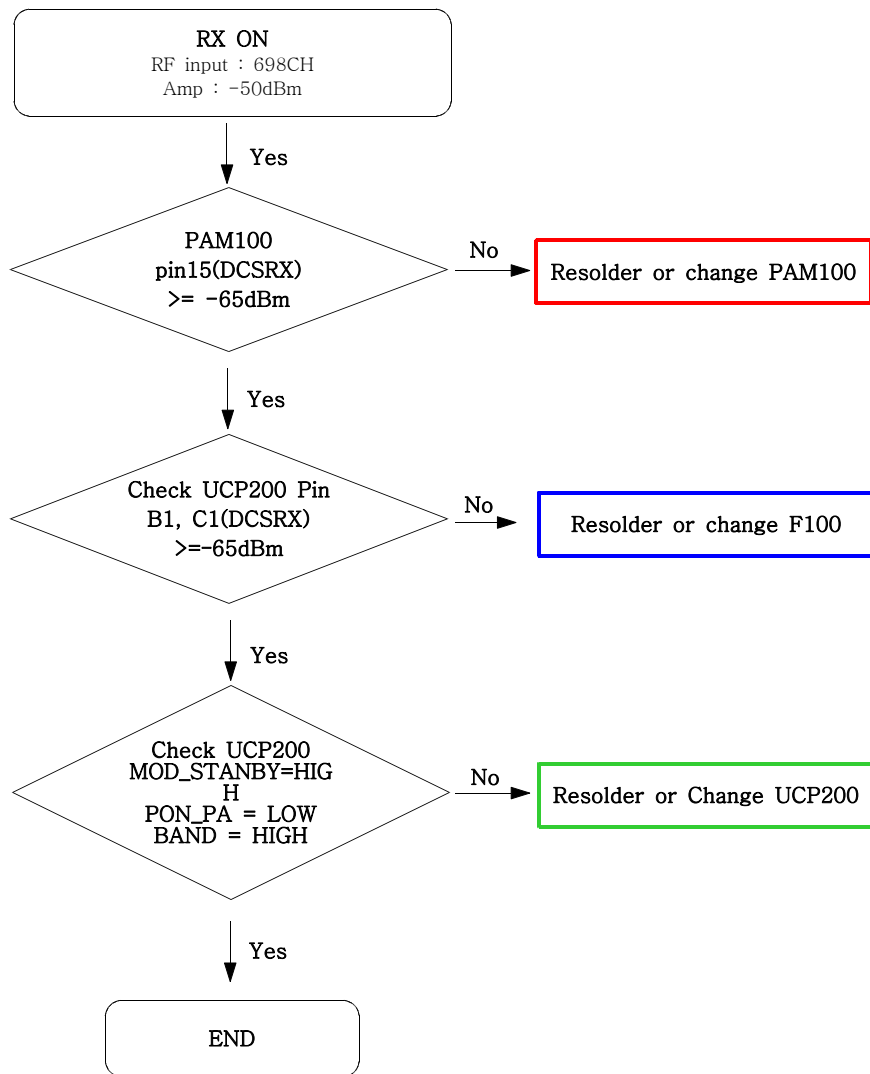 RX ON
RF input : 698CH
Amp : -50dBm
Yes
PAM100
pin15(DCSRX)
>= -65dBm
No
Resolder or change PAM100
Yes
Check UCP200 Pin
B1, C1(DCSRX)
>=-65dBm
No
Resolder or change F100
Yes
Check UCP200
MOD_STANBY=HIG
H
PON_PA = LOW
BAND = HIGH
No
Resolder or Change UCP200
Yes
END